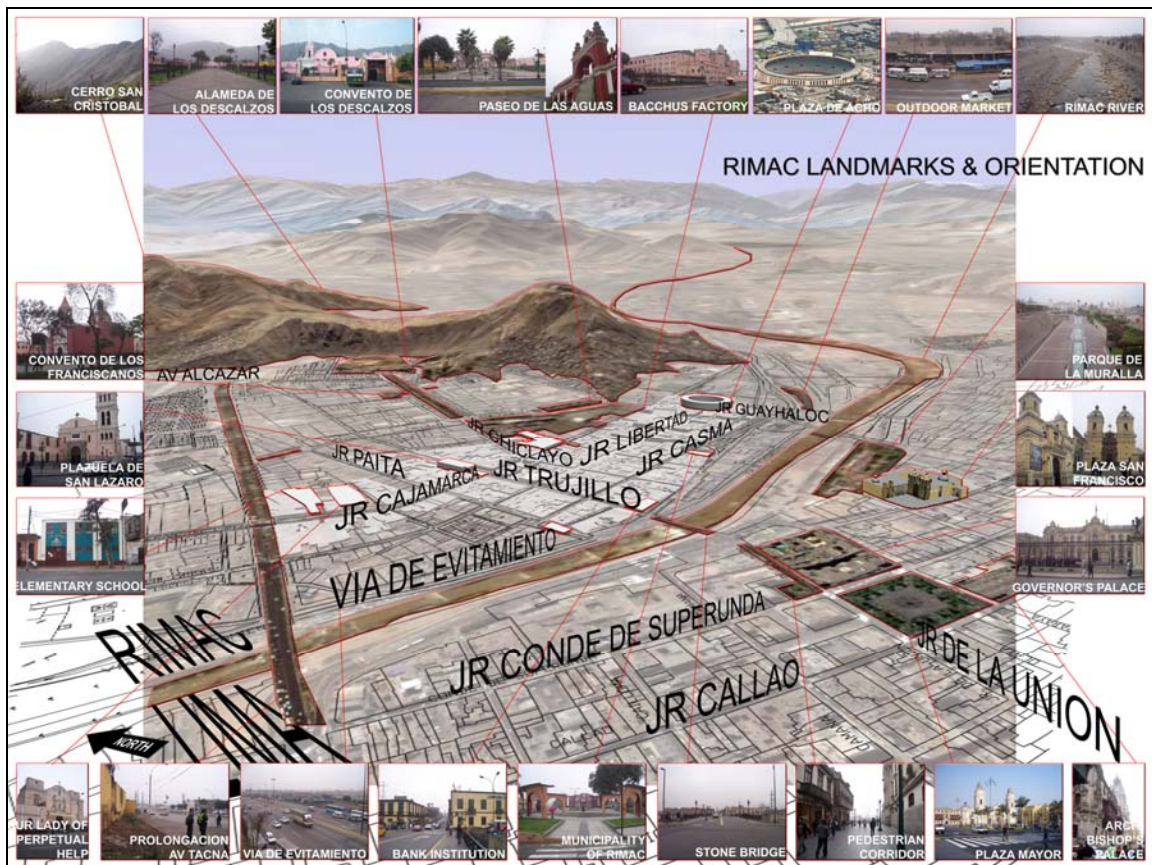 CERRO SAN
CRISTOBAL
ALAMEDA DE
LOS DESCALZOS
CONVENTO DE
LOS DESCALZOS
PASEO DE LAS AGUAS
BACCHUS FACTORY
PLAZA DE ACHO
OUTDOOR MARKET
RIMAC RIVER
RIMAC LANDMARKS & ORIENTATION
CONVENTO DE LOS
FRANCISCANOS
PARQUE DE
LA MURALLA
AV ALCAZAR
JR GUAYHALOC
JR CHICLAYO
JR LIBERTAD
JR CASMA
JR PAITA
JR CAJAMARCA
JR TRUJILLO
PLAZUELA DE
SAN LAZARO
PLAZA SAN
FRANCISCO
VIA DE EVITAMIENTO
ELEMENTARY SCHOOL
GOVERNOR'S PALACE
RIMAC
LIMA
JR CONDE DE SUPERUNDA
JR CALLAO
JR DE LA UNION
CALLAO
NORTH
UR LADY OF
PERPETUAL
HELP
PROLONGACION
AV TACNA
VIA DE EVITAMIENTO
BANK INSTITUTION
MUNICIPALITY
OF RIMAC
STONE BRIDGE
PEDESTRIAN
CORRIDOR
PLAZA MAYOR
ARCH
BISHOP'S
PALACE